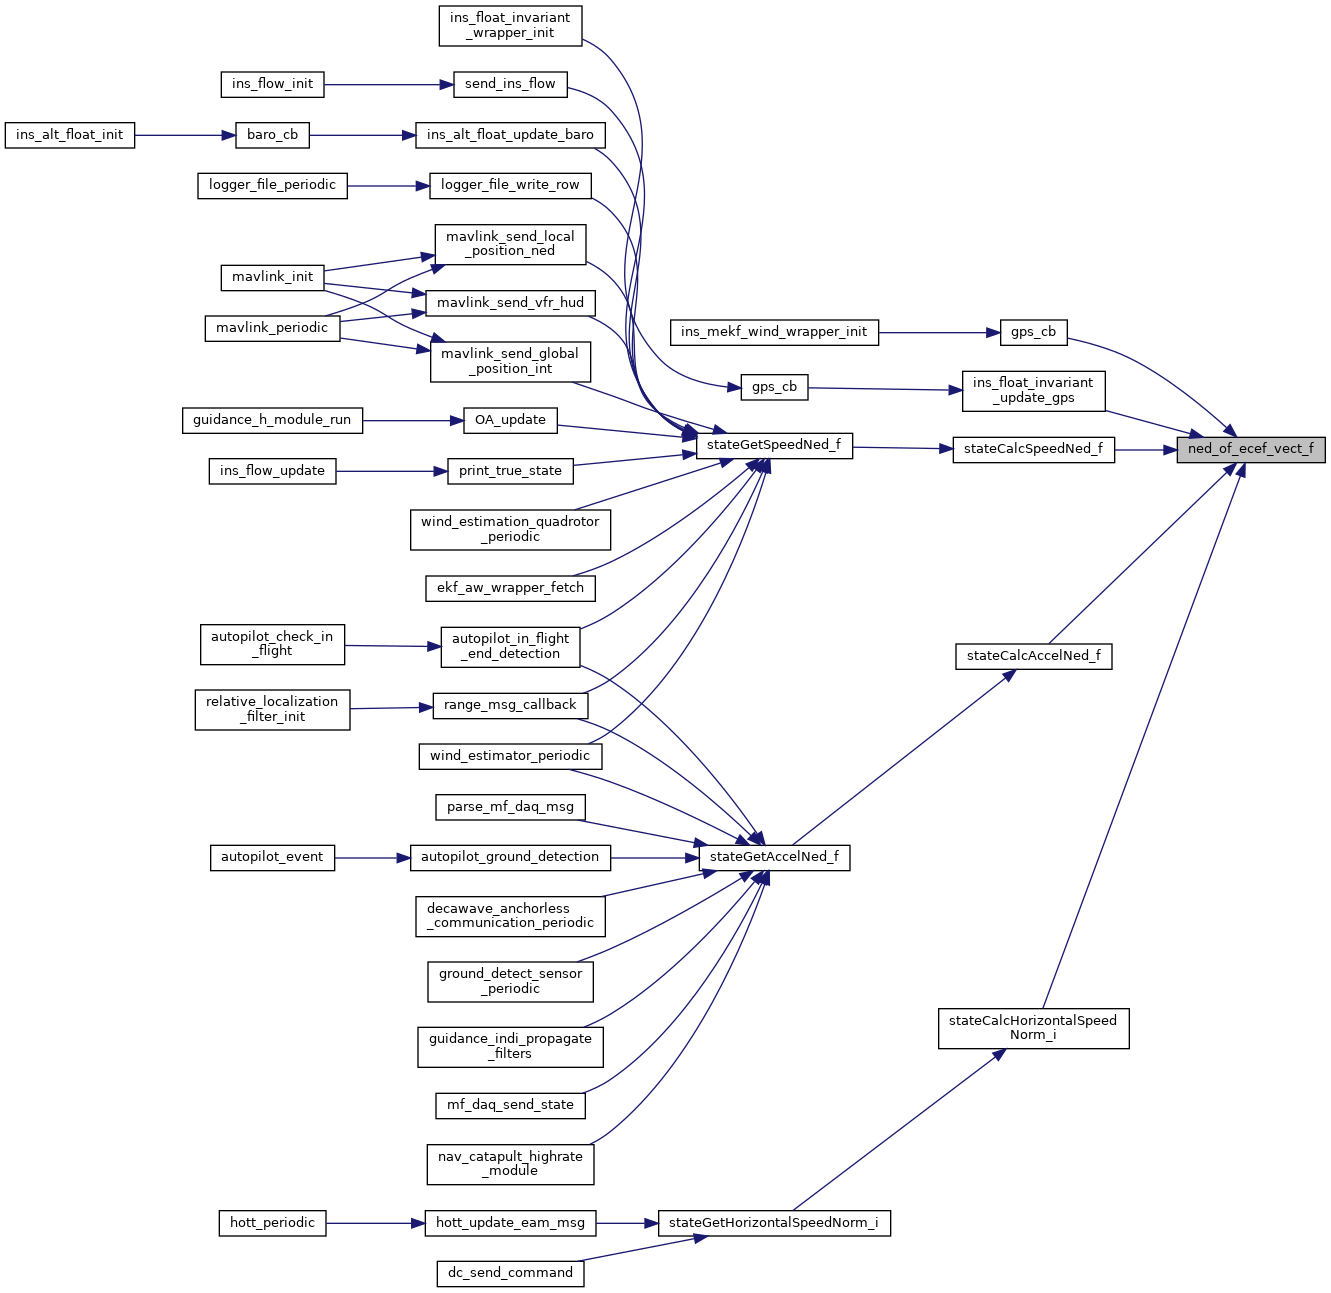 ins_float_invariant
_wrapper_init
ins_flow_init
send_ins_flow
ins_alt_float_init
baro_cb
ins_alt_float_update_baro
logger_file_periodic
logger_file_write_row
mavlink_send_local
_position_ned
mavlink_init
mavlink_send_vfr_hud
mavlink_periodic
mavlink_send_global
_position_int
ins_mekf_wind_wrapper_init
gps_cb
gps_cb
ins_float_invariant
_update_gps
guidance_h_module_run
OA_update
stateGetSpeedNed_f
stateCalcSpeedNed_f
ned_of_ecef_vect_f
ins_flow_update
print_true_state
wind_estimation_quadrotor
_periodic
ekf_aw_wrapper_fetch
autopilot_check_in
_flight
autopilot_in_flight
_end_detection
stateCalcAccelNed_f
relative_localization
_filter_init
range_msg_callback
wind_estimator_periodic
parse_mf_daq_msg
autopilot_event
autopilot_ground_detection
stateGetAccelNed_f
decawave_anchorless
_communication_periodic
ground_detect_sensor
_periodic
guidance_indi_propagate
_filters
stateCalcHorizontalSpeed
Norm_i
mf_daq_send_state
nav_catapult_highrate
_module
hott_periodic
hott_update_eam_msg
stateGetHorizontalSpeedNorm_i
dc_send_command